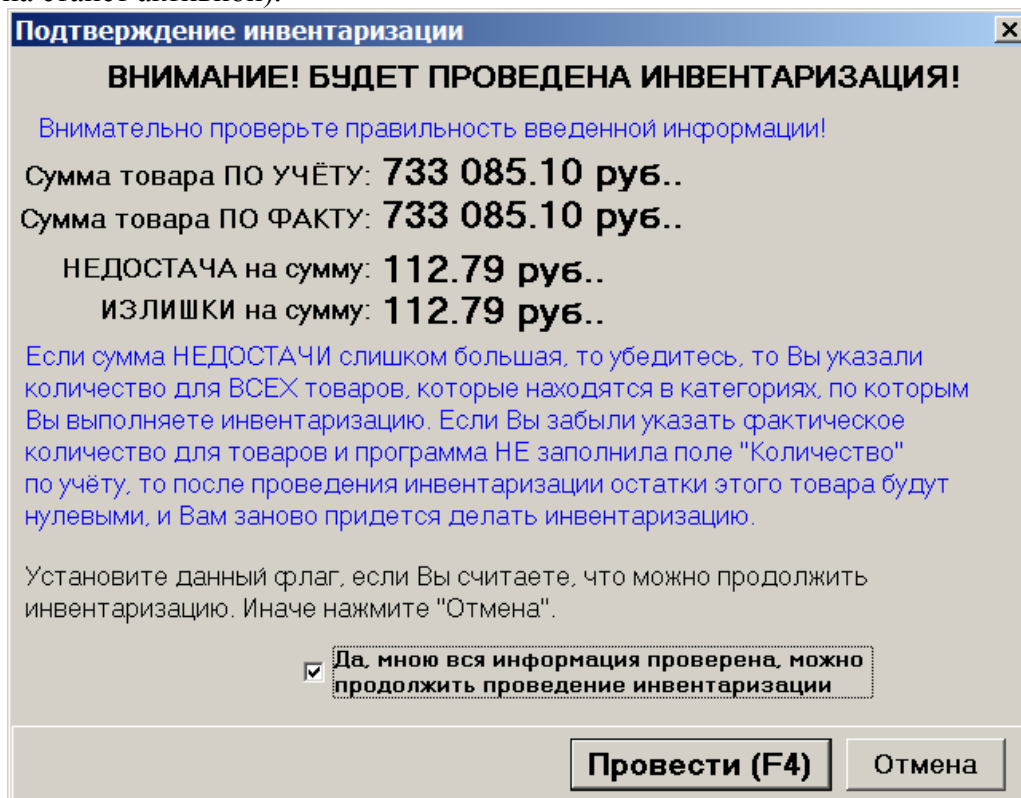 на станет активной).
Подтверждение инвентаризации
ВНИМАНИЕ! БУДЕТ ПРОВЕДЕНА ИНВЕНТАРИЗАЦИЯ!
Внимательно проверьте правильность введенной информации!
Сумма товара ПО УЧЁТУ: 733 085.10 руб..
Сумма товара ПО ФАКТУ: 733 085.10 руб..
НЕДОСТАЧА на сумму: 112.79 руб..
ИЗЛИШКИ на сумму: 112.79 руб..
Если сумма НЕДОСТАЧИ слишком большая, то убедитесь, то Вы указали
количество для ВСЕХ товаров, которые находятся в категориях, по которым
Вы выполняете инвентаризацию. Если Вы забыли указать фактическое
количество для товаров и программа НЕ заполнила поле "Количество"
по учёту, то после проведения инвентаризации остатки этого товара будут
нулевыми, и Вам заново придется делать инвентаризацию.
Установите данный флаг, если Вы считаете, что можно продолжить
инвентаризацию. Иначе нажмите "Отмена".
Да, мною вся информация проверена, можно
продолжить проведение инвентаризации
Провести (F4) Отмена